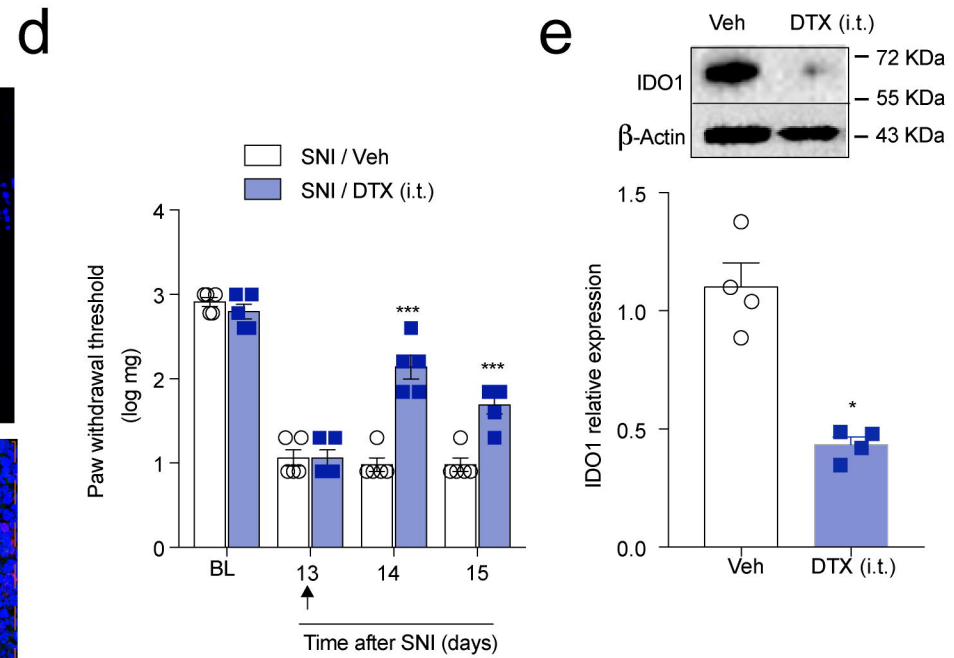 d
SNI / Veh
SNI / DTX (i.t.)
Paw withdrawal threshold
(log mg)
4
3
2
1
0
***
***
BL
13
14
15
Time after SNI (days)
e
Veh
DTX (i.t.)
IDO1
β-Actin
72 KDa
55 KDa
43 KDa
IDO1 relative expression
1.5
1.0
0.5
0.0
*
Veh
DTX (i.t.)